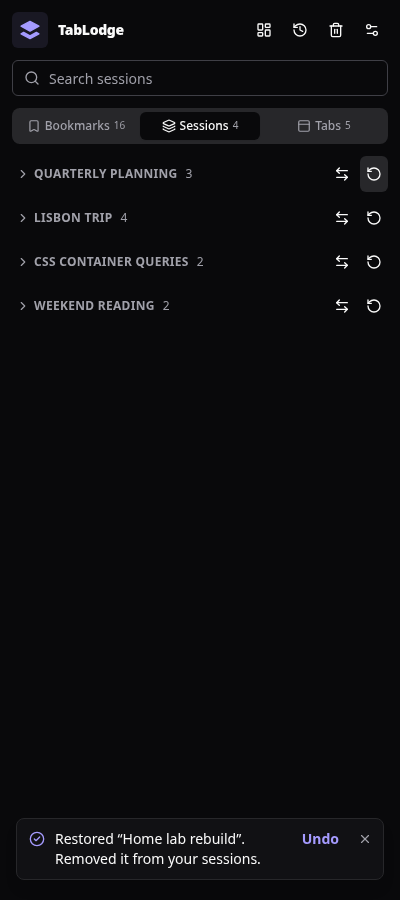 TabLodge
Search sessions
Bookmarks 16 Sessions 4 Tabs 5
QUARTERLY PLANNING 3
LISBON TRIP 4
CSS CONTAINER QUERIES 2
WEEKEND READING 2
Restored “Home lab rebuild”. Undo
Removed it from your sessions.